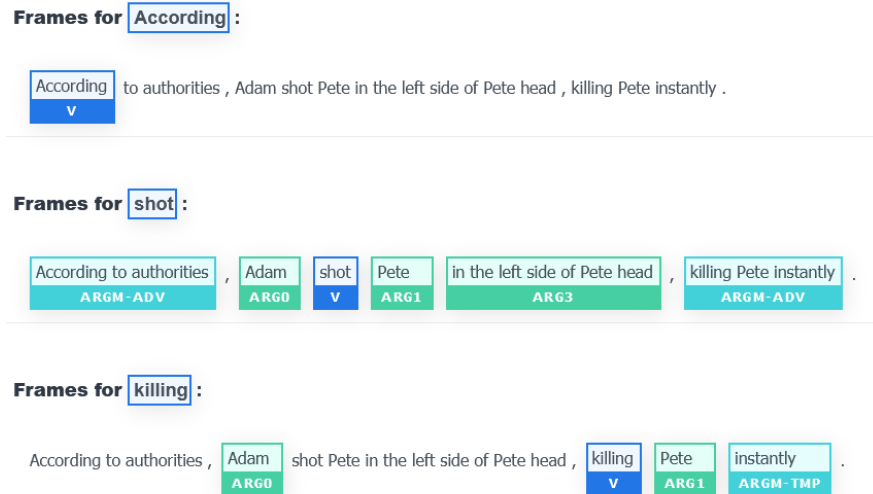 Frames for According :
According to authorities , Adam shot Pete in the left side of Pete head , killing Pete instantly .
V
Frames for shot :
According to authorities , Adam shot Pete in the left side of Pete head , killing Pete instantly .
ARGM-ADV ARG0 V ARG1 ARG3 ARGM-ADV
Frames for killing :
According to authorities , Adam shot Pete in the left side of Pete head , killing Pete instantly .
ARG0 V ARG1 ARGM-TMP